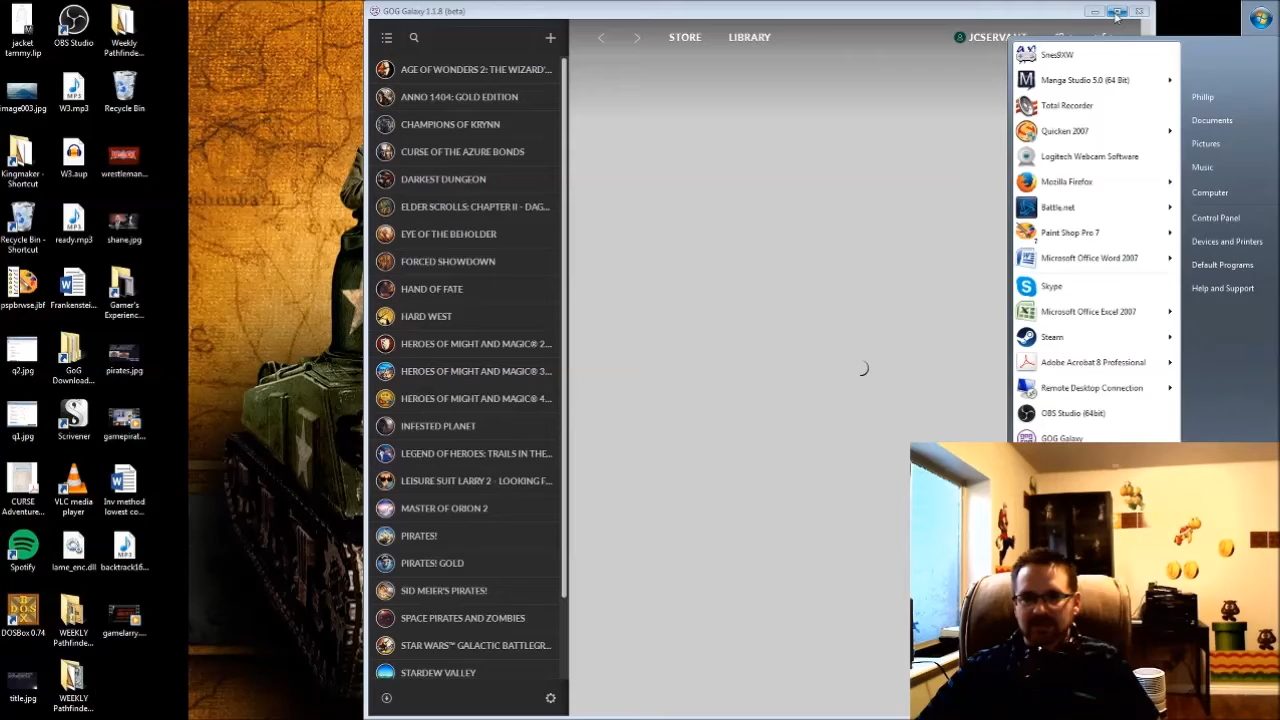 jacket
tammy.lip
OBS Studio
Weekly
Pathfinde...
image003.jpg
W3.mp3
Recycle Bin
Kingmaker -
Shortcut
W3.aup
wrestleman...
Recycle Bin -
Shortcut
ready.mp3
shane.jpg
pspbrwse.jbf
Frankenstei...
Gamer's
Experienc...
q2.jpg
GoG
Download...
pirates.jpg
q1.jpg
Scrivener
gamepirat...
CURSE
Adventure...
VLC media
player
Inv method
lowest co...
Spotify
lame_enc.dll
backtrack16...
DOSBox 0.74
WEEKLY
Pathfinde...
gamelarry....
title.jpg
WEEKLY
Pathfinde...
GOG Galaxy 1.1.8 (beta)
STORE
LIBRARY
AGE OF WONDERS 2: THE WIZARD'...
ANNO 1404: GOLD EDITION
CHAMPIONS OF KRYNN
CURSE OF THE AZURE BONDS
DARKEST DUNGEON
ELDER SCROLLS: CHAPTER II - DAG...
EYE OF THE BEHOLDER
FORCED SHOWDOWN
HAND OF FATE
HARD WEST
HEROES OF MIGHT AND MAGIC® 2...
HEROES OF MIGHT AND MAGIC® 3...
HEROES OF MIGHT AND MAGIC® 4...
INFESTED PLANET
LEGEND OF HEROES: TRAILS IN THE...
LEISURE SUIT LARRY 2 - LOOKING F...
MASTER OF ORION 2
PIRATES!
PIRATES! GOLD
SID MEIER'S PIRATES!
SPACE PIRATES AND ZOMBIES
STAR WARS™ GALACTIC BATTLEGR...
STARDEW VALLEY
Snes9XW
Manga Studio 5.0 (64 Bit)
Total Recorder
Quicken 2007
Logitech Webcam Software
Mozilla Firefox
Battle.net
Paint Shop Pro 7
Microsoft Office Word 2007
Skype
Microsoft Office Excel 2007
Steam
Adobe Acrobat 8 Professional
Remote Desktop Connection
OBS Studio (64bit)
GOG Galaxy
Phillip
Documents
Pictures
Music
Computer
Control Panel
Devices and Printers
Default Programs
Help and Support